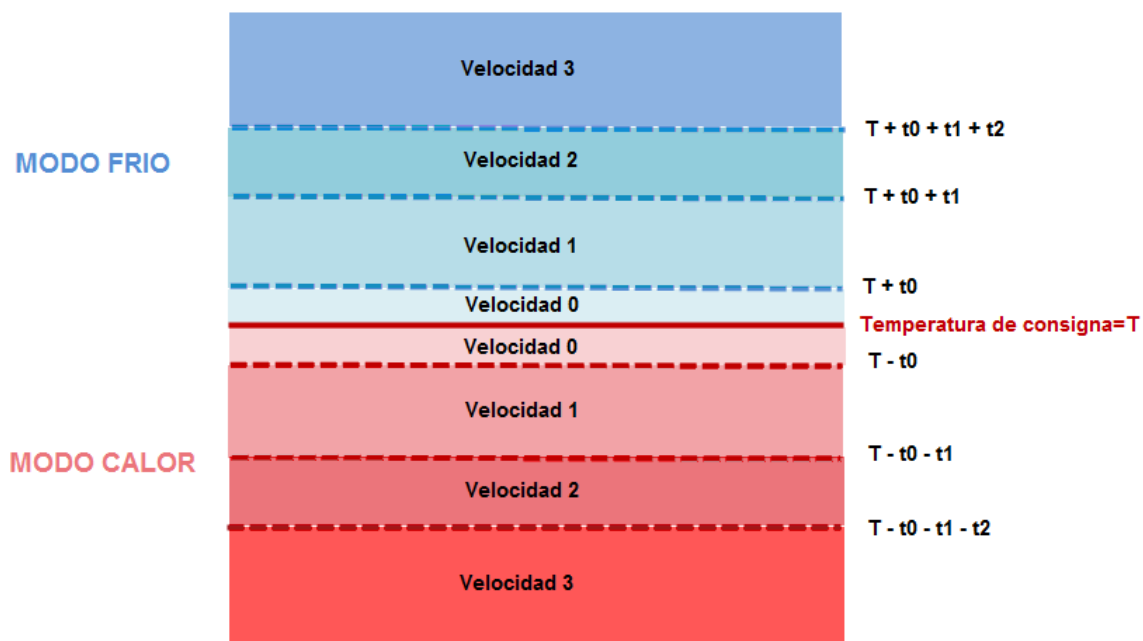 Velocidad 3
T + t0 + t1 + t2
MODO FRIO
Velocidad 2
T + t0 + t1
Velocidad 1
T + t0
Velocidad 0
Temperatura de consigna=T
Velocidad 0
T - t0
Velocidad 1
MODO CALOR
T - t0 - t1
Velocidad 2
T - t0 - t1 - t2
Velocidad 3